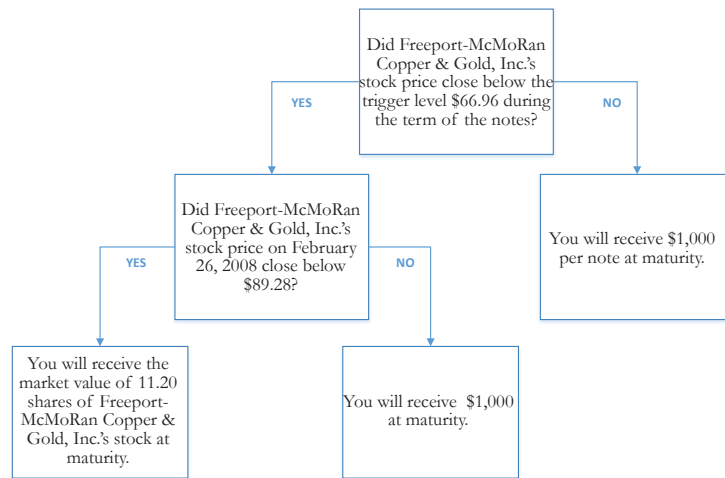 Did Freeport-McMoRan
Copper & Gold, Inc.'s
stock price close below the
trigger level $66.96 during
the term of the notes?
YES
NO
Did Freeport-McMoRan
Copper & Gold, Inc.'s
stock price on February
26, 2008 close below
$89.28?
You will receive $1,000
per note at maturity.
YES
NO
You will receive the
market value of 11.20
shares of Freeport-
McMoRan Copper &
Gold, Inc.'s stock at
maturity.
You will receive $1,000
at maturity.